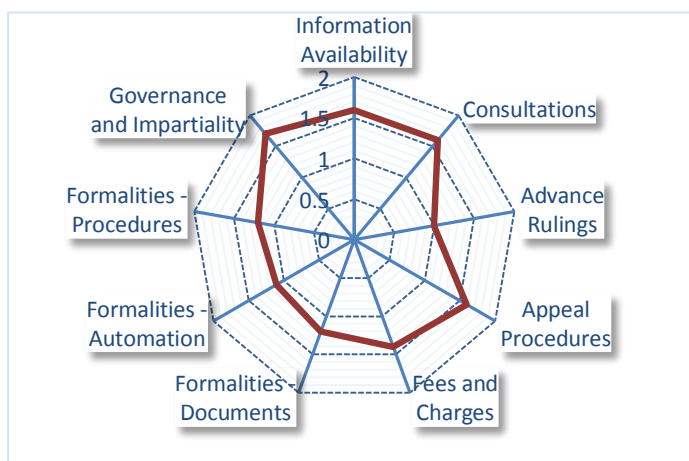 Information
Availability
Consultations
Advance
Rulings
Appeal
Procedures
Fees and
Charges
Formalities -
Documents
Formalities -
Automation
Formalities -
Procedures
Governance
and Impartiality
2
1.5
1
0.5
0